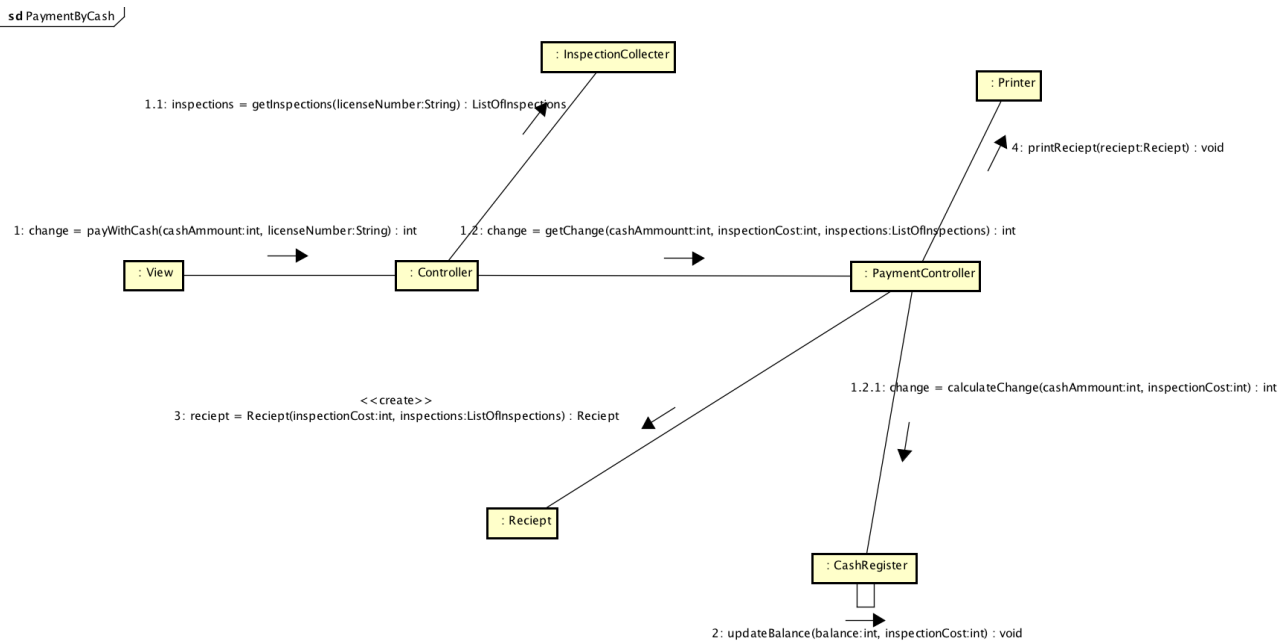 sd PaymentByCash
: InspectionCollecter
: Printer
1.1: inspections = getInspections(licenseNumber:String) : ListOfInspections
4: printReciept(reciept:Reciept) : void
1: change = payWithCash(cashAmmount:int, licenseNumber:String) : int
1.2: change = getChange(cashAmmountt:int, inspectionCost:int, inspections:ListOfInspections) : int
: View
: Controller
: PaymentController
1.2.1: change = calculateChange(cashAmmount:int, inspectionCost:int) : int
<<create>>
3: reciept = Reciept(inspectionCost:int, inspections:ListOfInspections) : Reciept
: Reciept
: CashRegister
2: updateBalance(balance:int, inspectionCost:int) : void